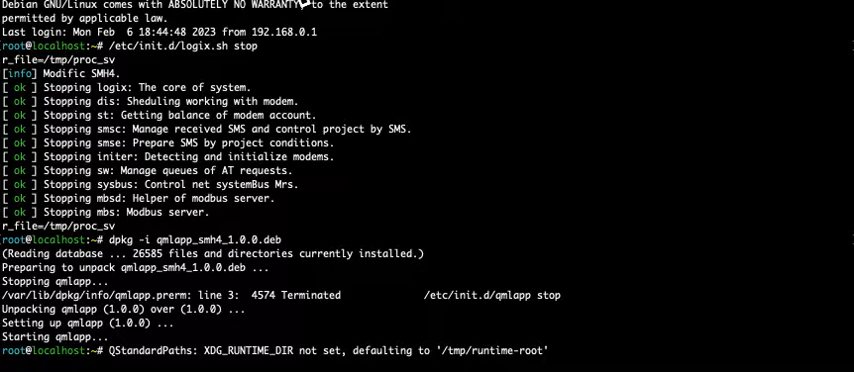 Debian GNU/Linux comes with ABSOLUTELY NO WARRANTY, to the extent
permitted by applicable law.
Last login: Mon Feb  6 18:44:48 2023 from 192.168.0.1
root@localhost:~# /etc/init.d/logix.sh stop
r_file=/tmp/proc_sv
[info] Modific SMH4.
[ ok ] Stopping logix: The core of system.
[ ok ] Stopping dis: Sheduling working with modem.
[ ok ] Stopping st: Getting balance of modem account.
[ ok ] Stopping smsc: Manage received SMS and control project by SMS.
[ ok ] Stopping smse: Prepare SMS by project conditions.
[ ok ] Stopping initer: Detecting and initialize modems.
[ ok ] Stopping sw: Manage queues of AT requests.
[ ok ] Stopping sysbus: Control net systemBus Mrs.
[ ok ] Stopping mbsd: Helper of modbus server.
[ ok ] Stopping mbs: Modbus server.
r_file=/tmp/proc_sv
root@localhost:~# dpkg -i qmlapp_smh4_1.0.0.deb
(Reading database ... 26585 files and directories currently installed.)
Preparing to unpack qmlapp_smh4_1.0.0.deb ...
Stopping qmlapp...
/var/lib/dpkg/info/qmlapp.prerm: line 3:  4574 Terminated              /etc/init.d/qmlapp stop
Unpacking qmlapp (1.0.0) over (1.0.0) ...
Setting up qmlapp (1.0.0) ...
Starting qmlapp...
root@localhost:~# QStandardPaths: XDG_RUNTIME_DIR not set, defaulting to '/tmp/runtime-root'